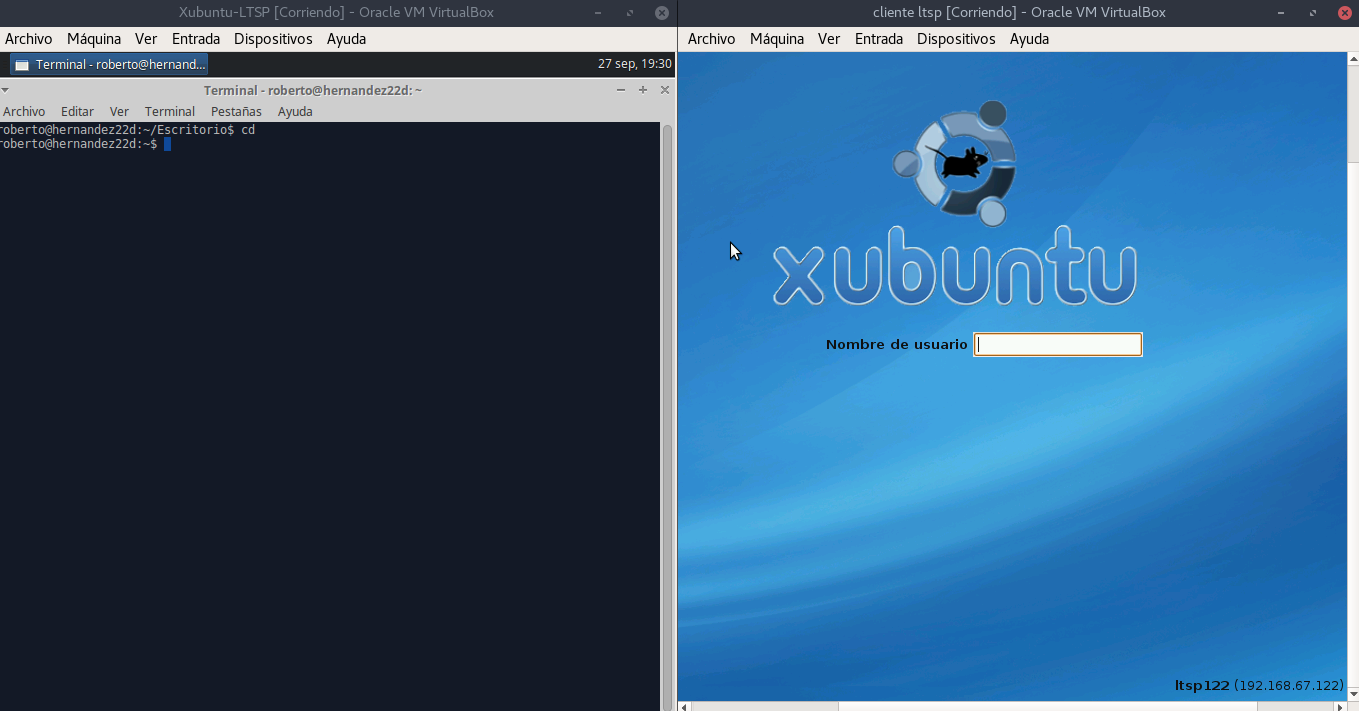 Xubuntu-LTSP [Corriendo] - Oracle VM VirtualBox
Archivo Máquina Ver Entrada Dispositivos Ayuda
Terminal - roberto@hernand... 27 sep, 19:30
Terminal - roberto@hernandez22d: ~
Archivo Editar Ver Terminal Pestañas Ayuda
roberto@hernandez22d:~/Escritorio$ cd
roberto@hernandez22d:~$
cliente ltsp [Corriendo] - Oracle VM VirtualBox
Archivo Máquina Ver Entrada Dispositivos Ayuda
xubuntu
Nombre de usuario
ltsp122 (192.168.67.122)